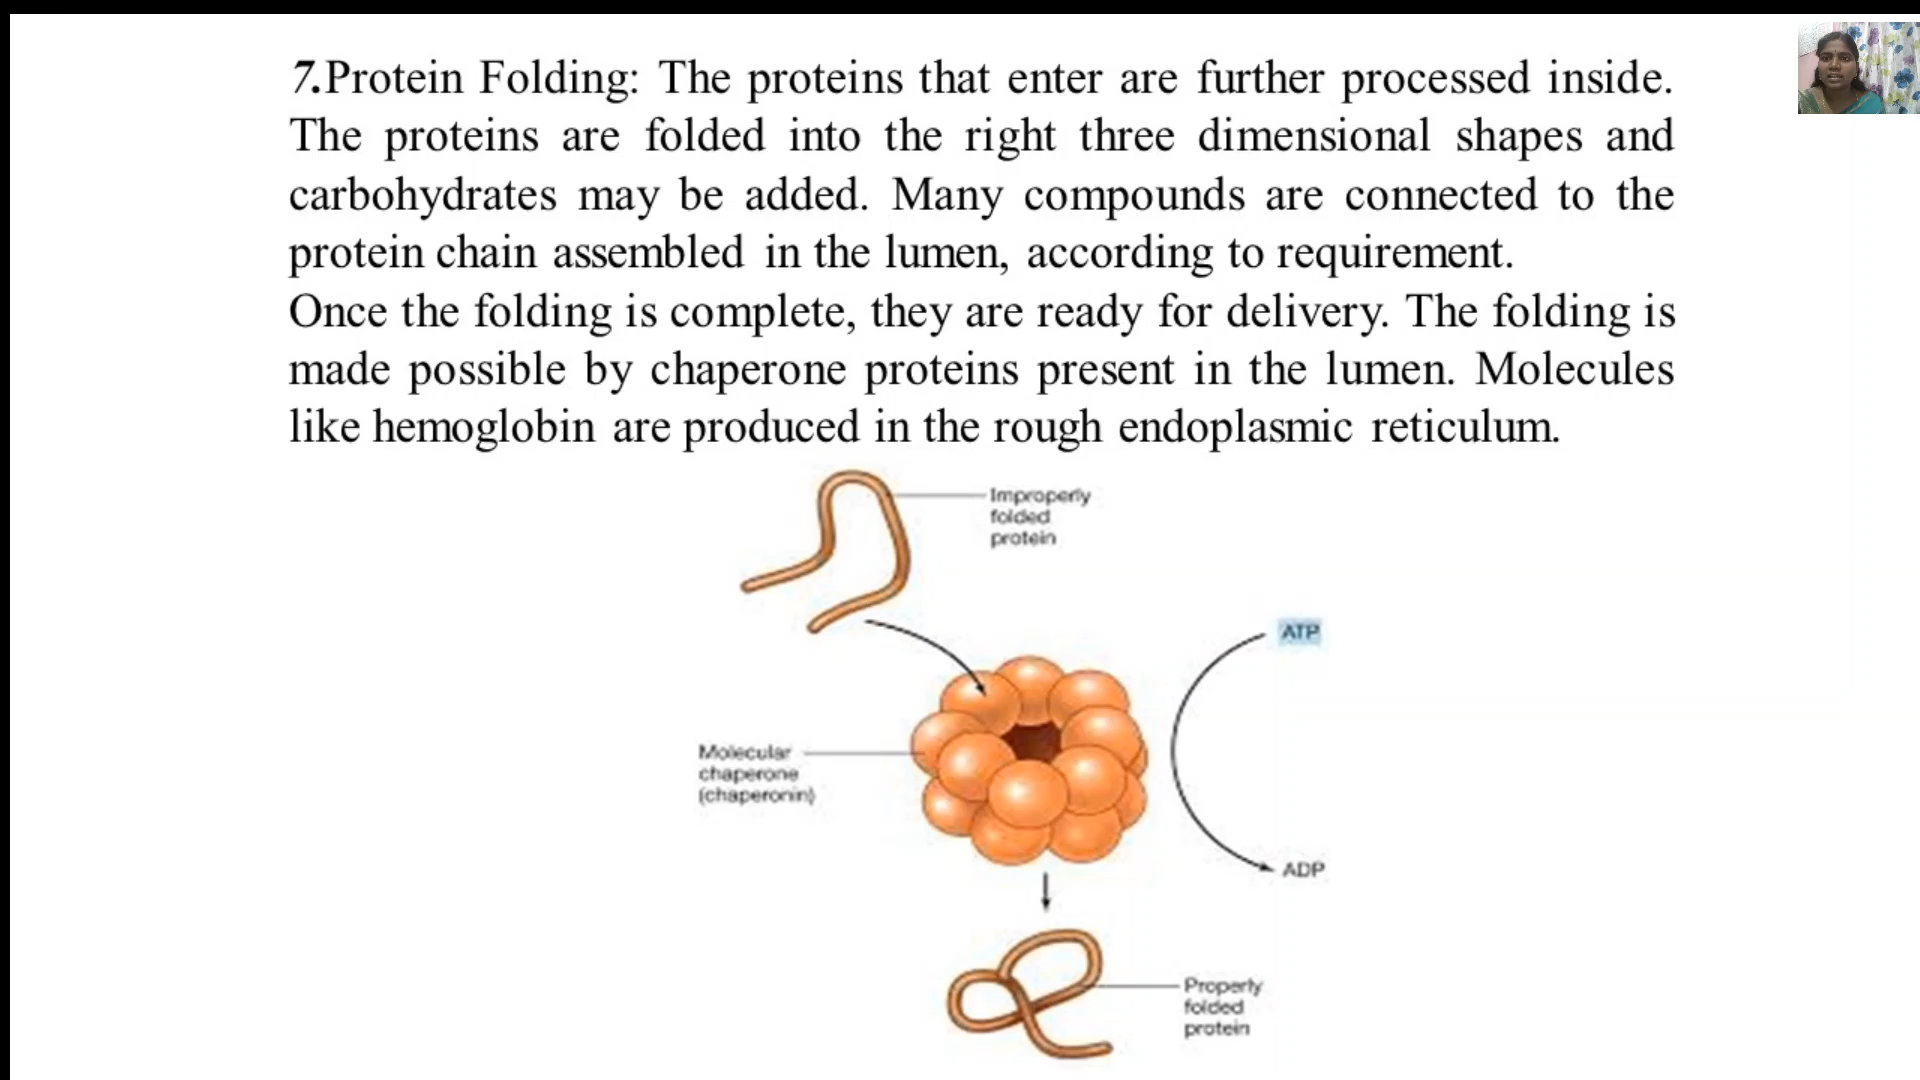 7.Protein Folding: The proteins that enter are further processed inside.
The proteins are folded into the right three dimensional shapes and
carbohydrates may be added. Many compounds are connected to the
protein chain assembled in the lumen, according to requirement.
Once the folding is complete, they are ready for delivery. The folding is
made possible by chaperone proteins present in the lumen. Molecules
like hemoglobin are produced in the rough endoplasmic reticulum.
Improperly
folded
protein
ATP
Molecular
chaperone
(chaperonin)
ADP
Properly
folded
protein